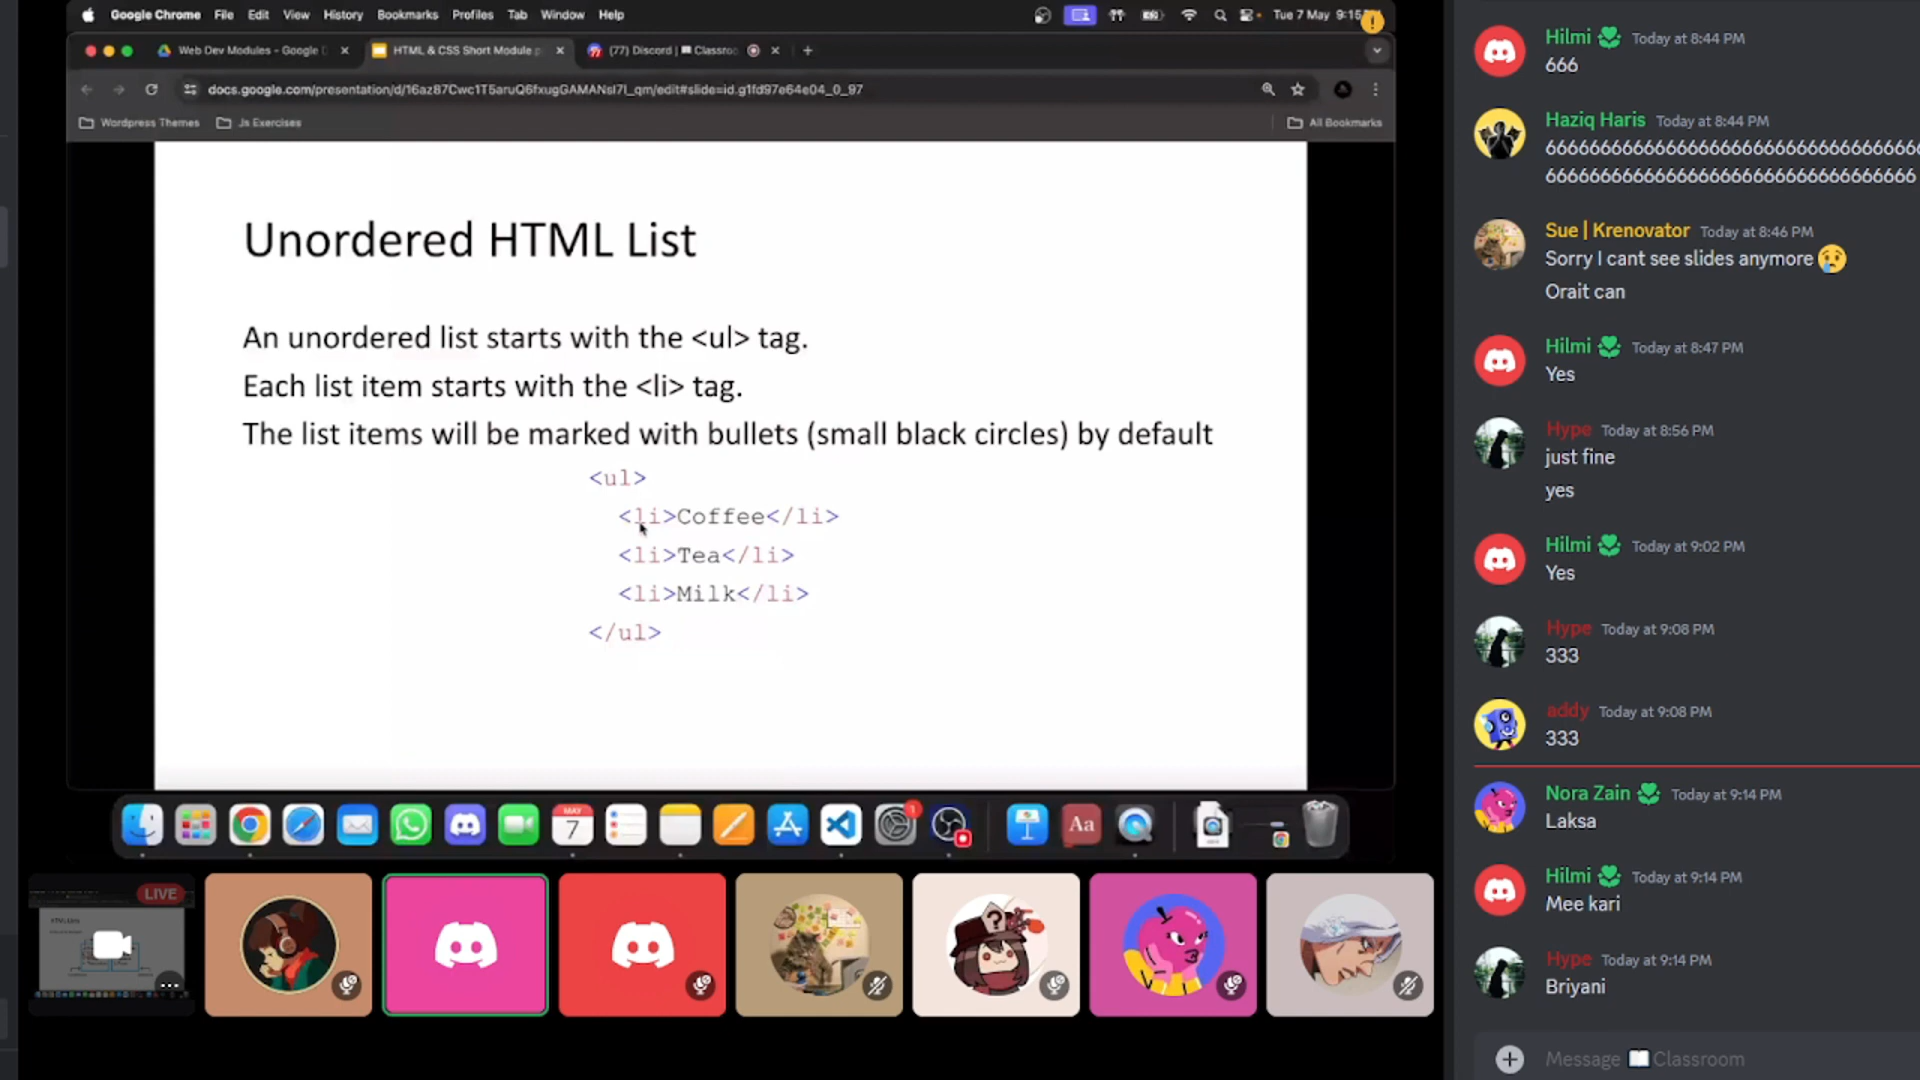 Google Chrome File Edit View History Bookmarks Profiles Tab Window Help
Tue 7 May 9:15
Web Dev Modules - Google D
HTML & CSS Short Module.p
(77) Discord | Classroo
docs.google.com/presentation/d/16az87Cwc1T5aruQ6fxugGAMANsI7l_qm/edit#slide=id.g1fd97e64e04_0_97
Wordpress Themes
Js Exercises
All Bookmarks
Unordered HTML List
An unordered list starts with the <ul> tag.
Each list item starts with the <li> tag.
The list items will be marked with bullets (small black circles) by default
<ul>
<li>Coffee</li>
<li>Tea</li>
<li>Milk</li>
</ul>
MAY
7
1
Aa
LIVE
?
Hilmi Today at 8:44 PM
666
Haziq Haris Today at 8:44 PM
Sue | Krenovator Today at 8:46 PM
Sorry I cant see slides anymore 😢
Orait can
Hilmi Today at 8:47 PM
Yes
Hype Today at 8:56 PM
just fine
yes
Hilmi Today at 9:02 PM
Yes
Hype Today at 9:08 PM
333
addy Today at 9:08 PM
333
Nora Zain Today at 9:14 PM
Laksa
Hilmi Today at 9:14 PM
Mee kari
Hype Today at 9:14 PM
Briyani
Message Classroom